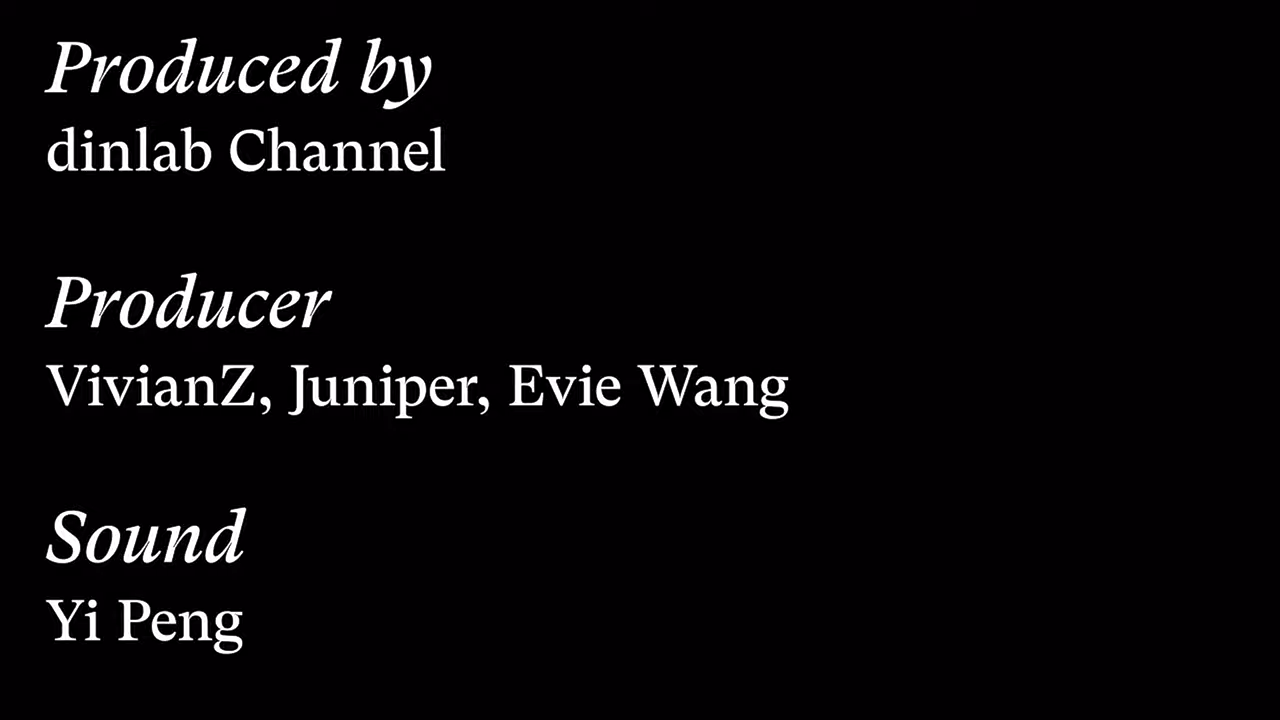 Produced by
dinlab Channel
Producer
VivianZ, Juniper, Evie Wang
Sound
Yi Peng